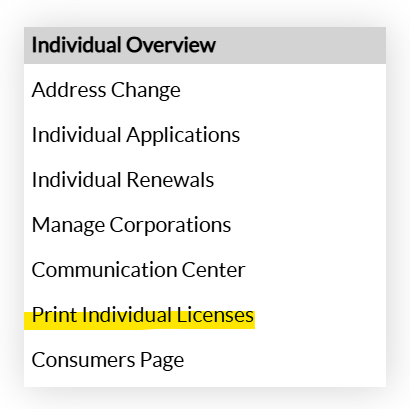 Individual Overview
Address Change
Individual Applications
Individual Renewals
Manage Corporations
Communication Center
Print Individual Licenses
Consumers Page